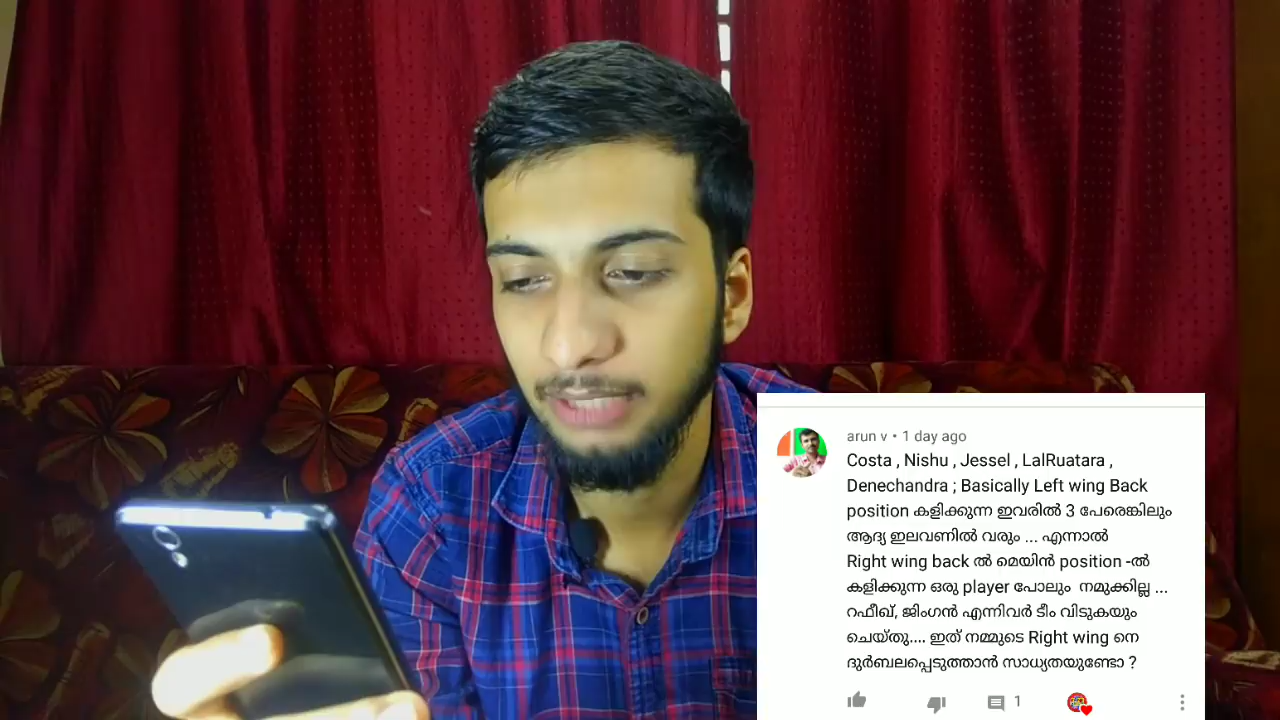 arun v • 1 day ago
Costa , Nishu , Jessel , LalRuatara ,
Denechandra ; Basically Left wing Back
position കളിക്കുന്ന ഇവരിൽ 3 പേരെങ്കിലും
ആദ്യ ഇലവണിൽ വരും ... എന്നാൽ
Right wing back ൽ മെയിൻ position -ൽ
കളിക്കുന്ന ഒരു player പോലും നമുക്കില്ല ...
റഫീഖ്, ജിംഗൻ എന്നിവർ ടീം വിടുകയും
ചെയ്തു.... ഇത് നമ്മുടെ Right wing നെ
ദുർബലപ്പെടുത്താൻ സാധ്യതയുണ്ടോ ?
1